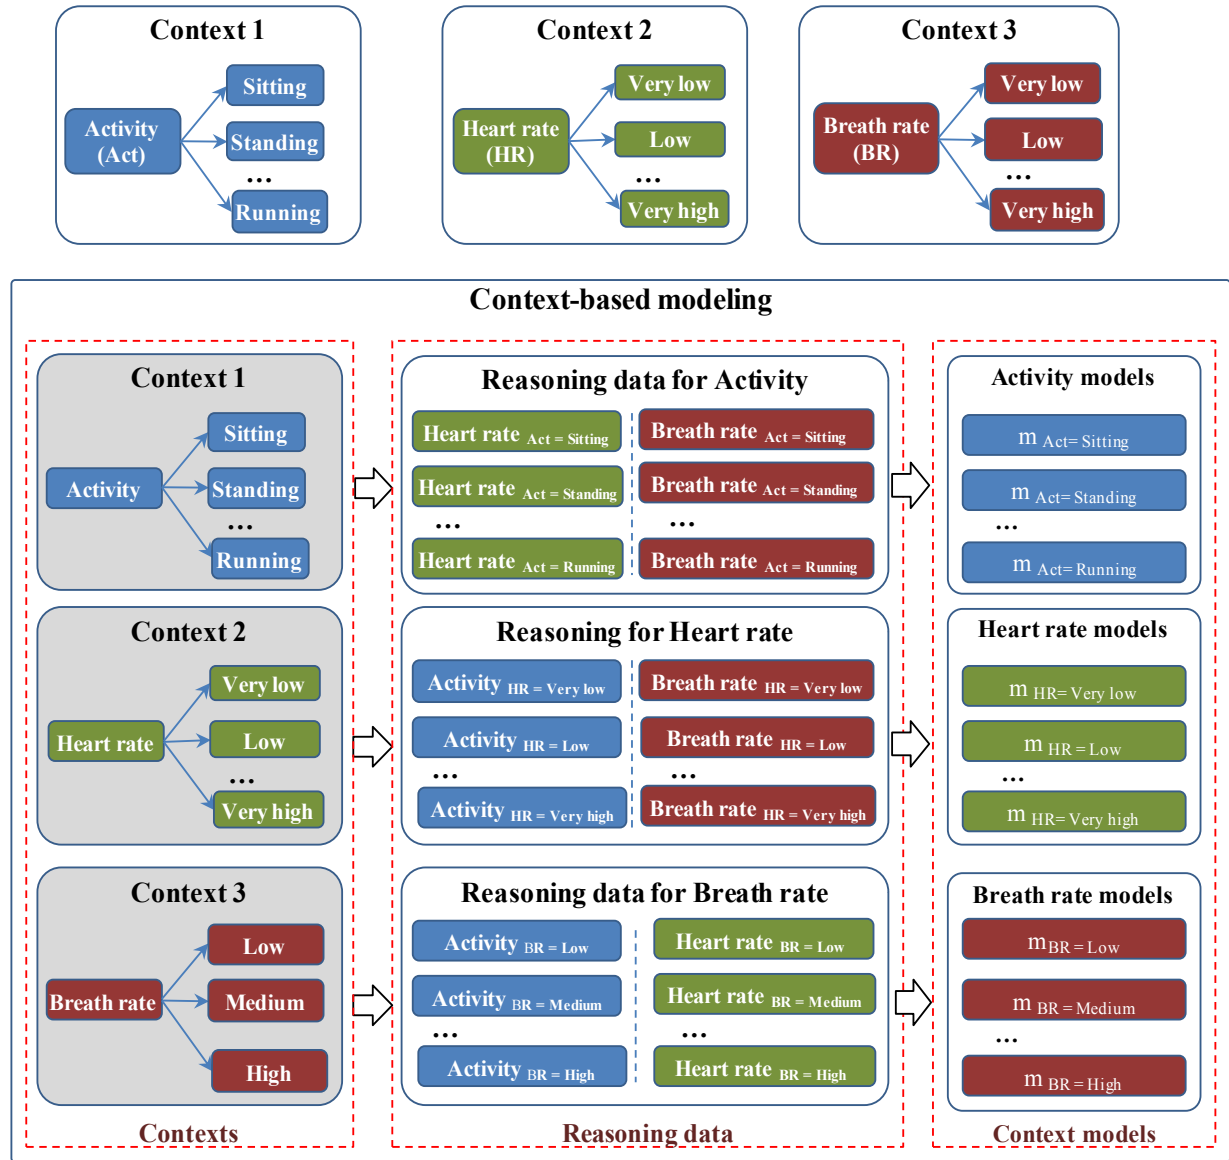 Context 1
Activity
(Act)
Sitting
Standing
...
Running
Context 2
Heart rate
(HR)
Very low
Low
...
Very high
Context 3
Breath rate
(BR)
Very low
Low
...
Very high
Context-based modeling
Context 1
Activity
Sitting
Standing
...
Running
Reasoning data for Activity
Heart rate Act = Sitting
Breath rate Act = Sitting
Heart rate Act = Standing
Breath rate Act = Standing
...
...
Heart rate Act = Running
Breath rate Act = Running
Activity models
m Act= Sitting
m Act= Standing
...
m Act= Running
Context 2
Heart rate
Very low
Low
...
Very high
Reasoning for Heart rate
Activity HR = Very low
Breath rate HR = Very low
Activity HR = Low
Breath rate HR = Low
...
...
Activity HR = Very high
Breath rate HR = Very high
Heart rate models
m HR= Very low
m HR = Low
...
m HR= Very high
Context 3
Breath rate
Low
Medium
High
Reasoning data for Breath rate
Activity BR = Low
Heart rate BR = Low
Activity BR = Medium
Heart rate BR = Medium
...
...
Activity BR = High
Heart rate BR = High
Breath rate models
m BR = Low
m BR = Medium
...
m BR = High
Contexts
Reasoning data
Context models